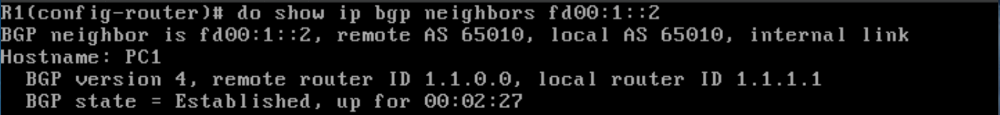 R1(config-router)# do show ip bgp neighbors fd00:1::2
BGP neighbor is fd00:1::2, remote AS 65010, local AS 65010, internal link
Hostname: PC1
  BGP version 4, remote router ID 1.1.0.0, local router ID 1.1.1.1
  BGP state = Established, up for 00:02:27